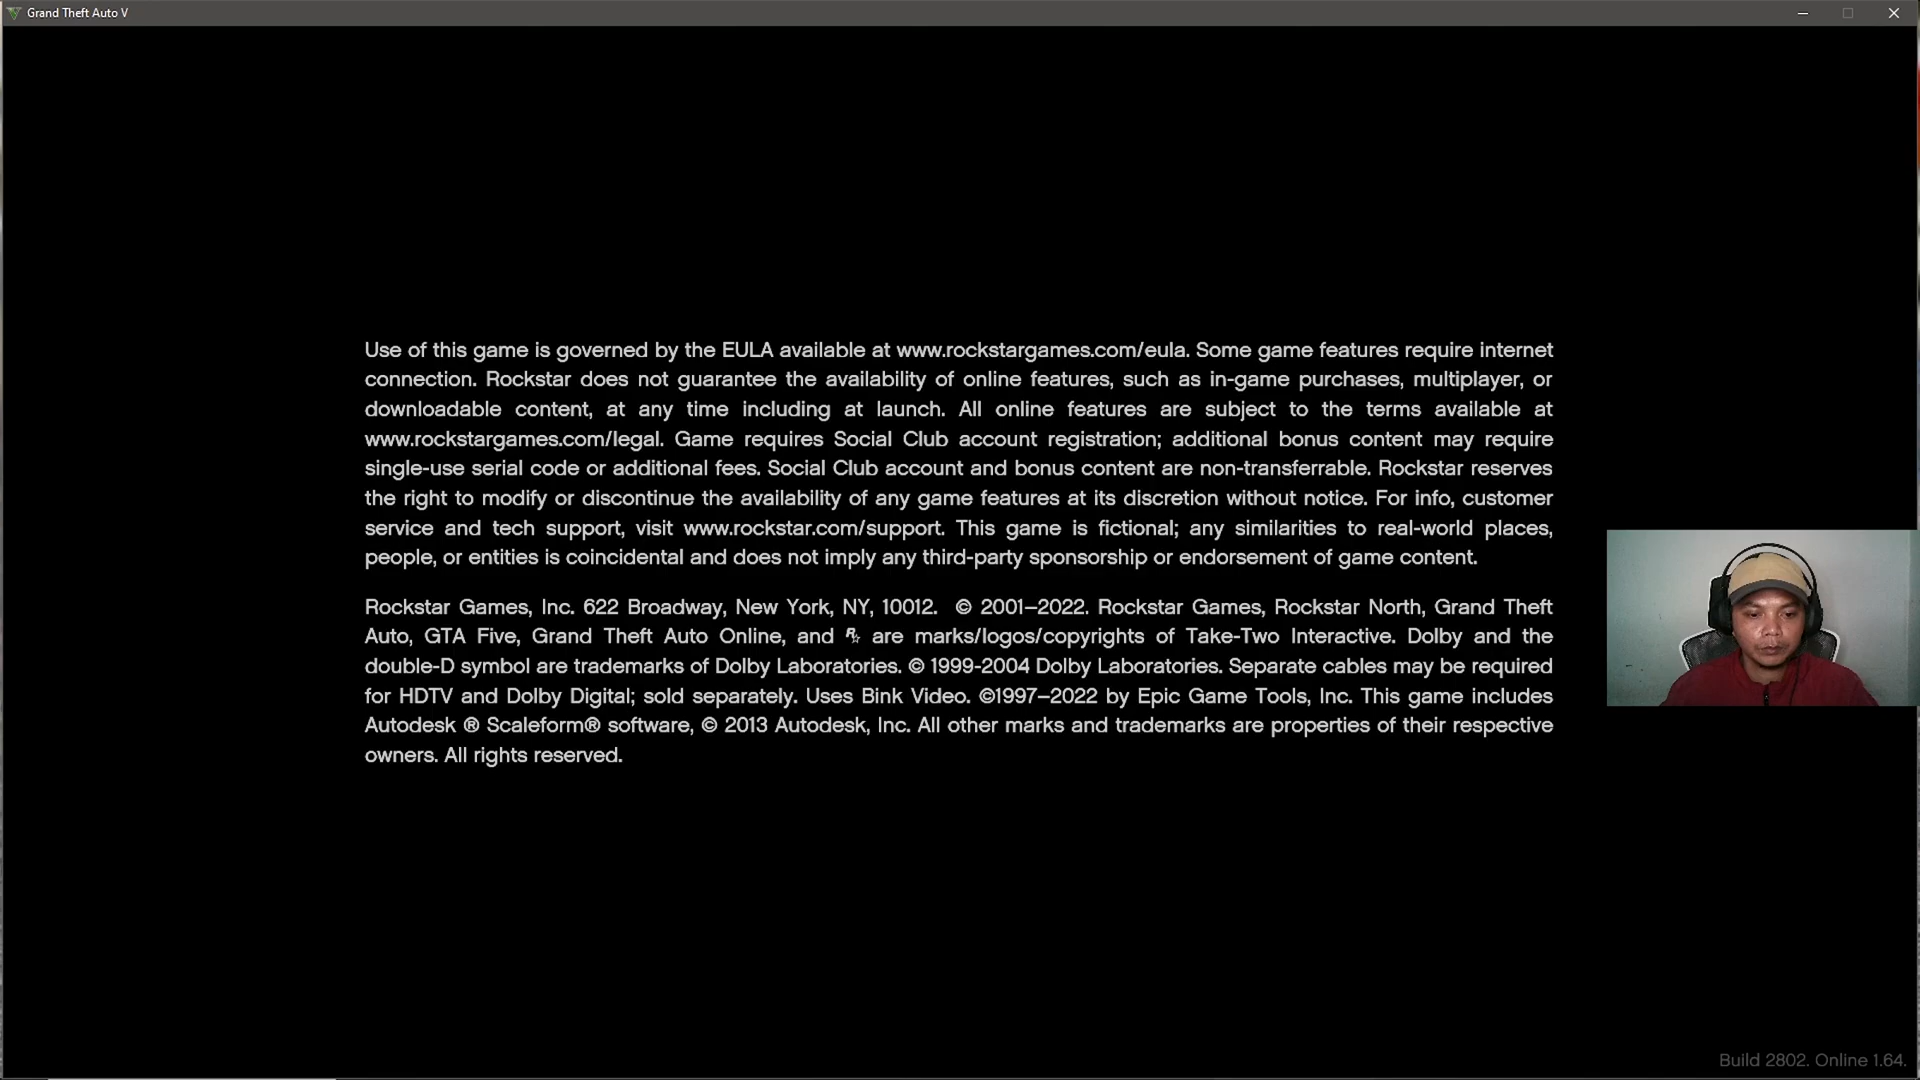 Grand Theft Auto V
Use of this game is governed by the EULA available at www.rockstargames.com/eula. Some game features require internet
connection. Rockstar does not guarantee the availability of online features, such as in-game purchases, multiplayer, or
downloadable content, at any time including at launch. All online features are subject to the terms available at
www.rockstargames.com/legal. Game requires Social Club account registration; additional bonus content may require
single-use serial code or additional fees. Social Club account and bonus content are non-transferrable. Rockstar reserves
the right to modify or discontinue the availability of any game features at its discretion without notice. For info, customer
service and tech support, visit www.rockstar.com/support. This game is fictional; any similarities to real-world places,
people, or entities is coincidental and does not imply any third-party sponsorship or endorsement of game content.
Rockstar Games, Inc. 622 Broadway, New York, NY, 10012. © 2001–2022. Rockstar Games, Rockstar North, Grand Theft
Auto, GTA Five, Grand Theft Auto Online, and R* are marks/logos/copyrights of Take-Two Interactive. Dolby and the
double-D symbol are trademarks of Dolby Laboratories. © 1999-2004 Dolby Laboratories. Separate cables may be required
for HDTV and Dolby Digital; sold separately. Uses Bink Video. ©1997–2022 by Epic Game Tools, Inc. This game includes
Autodesk ® Scaleform® software, © 2013 Autodesk, Inc. All other marks and trademarks are properties of their respective
owners. All rights reserved.
Build 2802. Online 1.64.